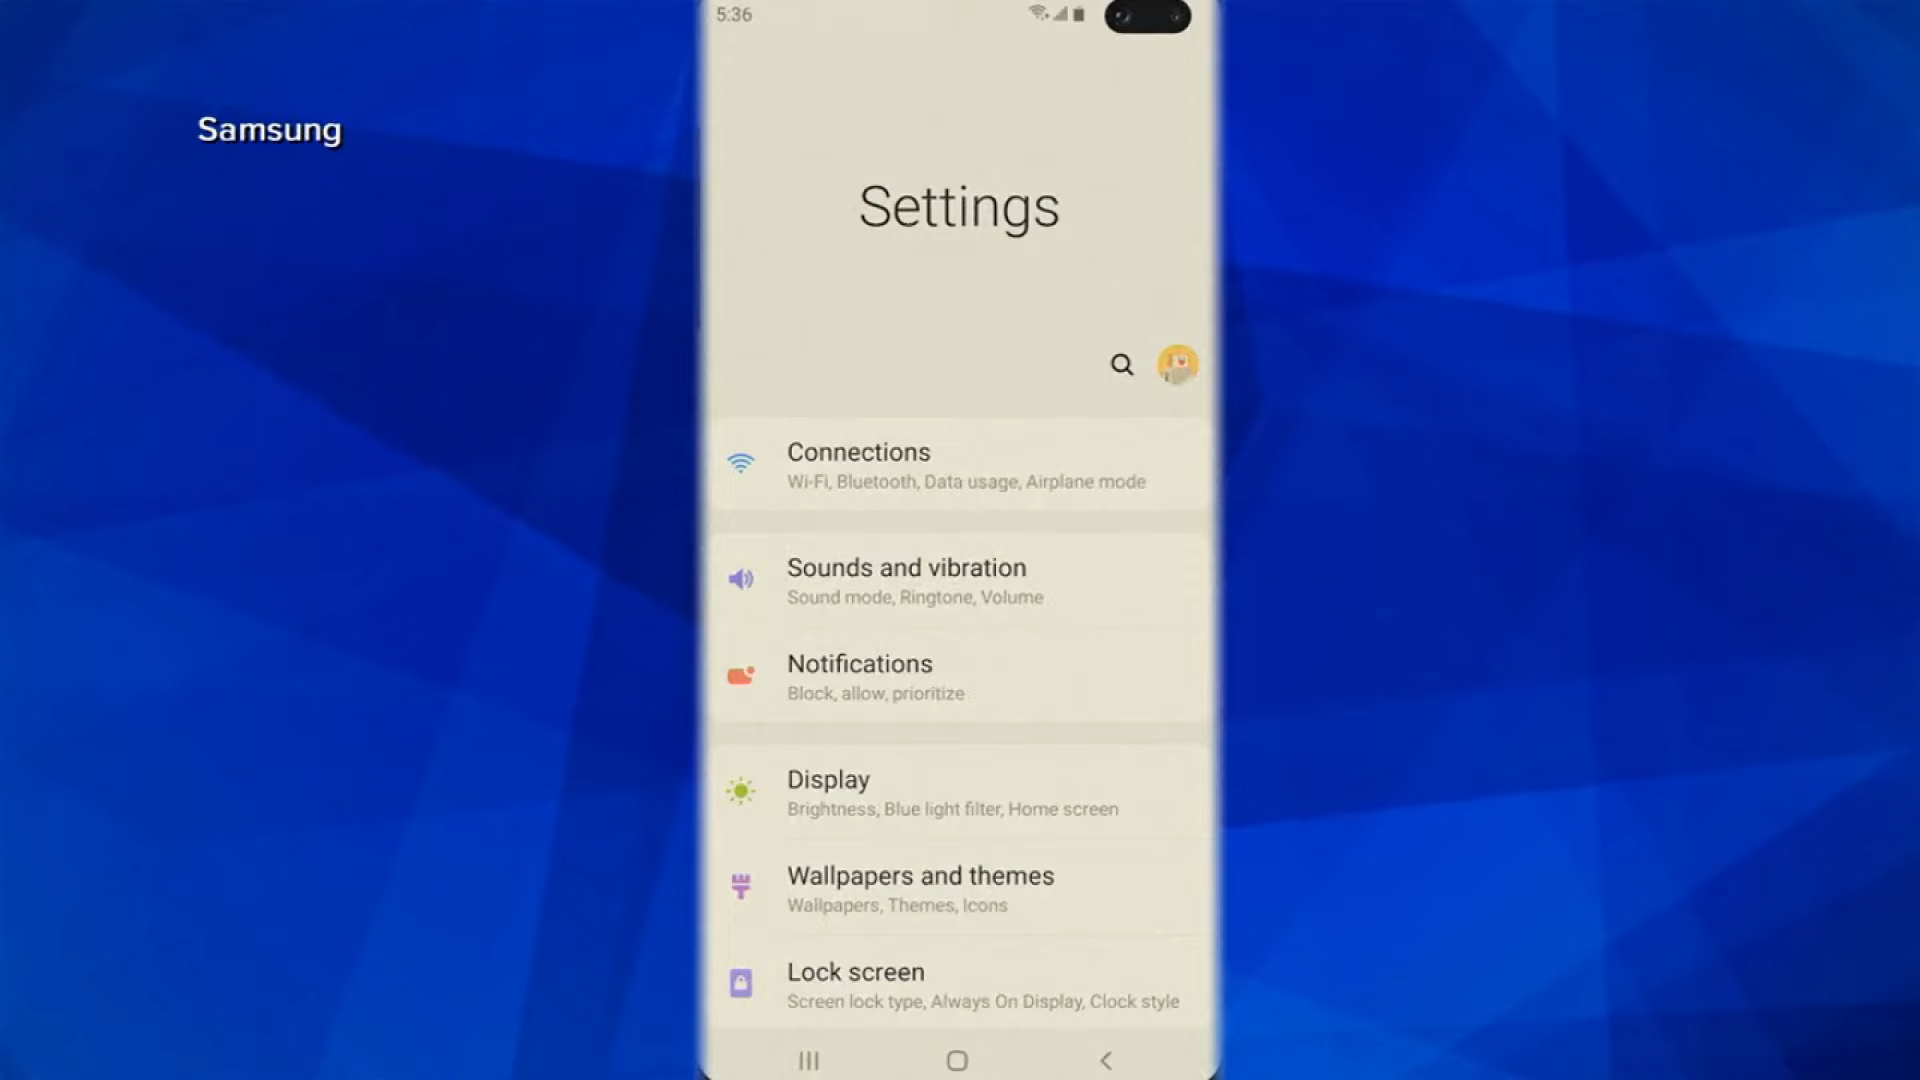 5:36
Samsung
Settings
Connections
Wi-Fi, Bluetooth, Data usage, Airplane mode
Sounds and vibration
Sound mode, Ringtone, Volume
Notifications
Block, allow, prioritize
Display
Brightness, Blue light filter, Home screen
Wallpapers and themes
Wallpapers, Themes, Icons
Lock screen
Screen lock type, Always On Display, Clock style